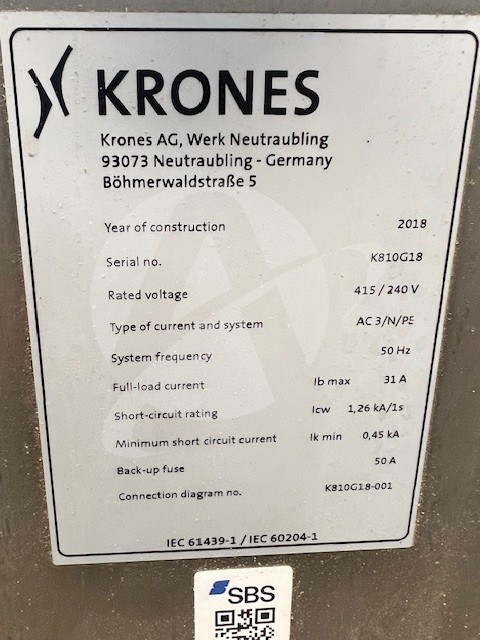 KRONES
Krones AG, Werk Neutraubling
93073 Neutraubling - Germany
Böhmerwaldstraße 5
Year of construction 2018
Serial no. K810G18
Rated voltage 415 / 240 V
Type of current and system AC 3/N/PE
System frequency 50 Hz
Full-load current Ib max 31 A
Short-circuit rating Icw 1,26 kA/1s
Minimum short circuit current Ik min 0,45 kA
Back-up fuse 50 A
Connection diagram no. K810G18-001
IEC 61439-1 / IEC 60204-1
SBS